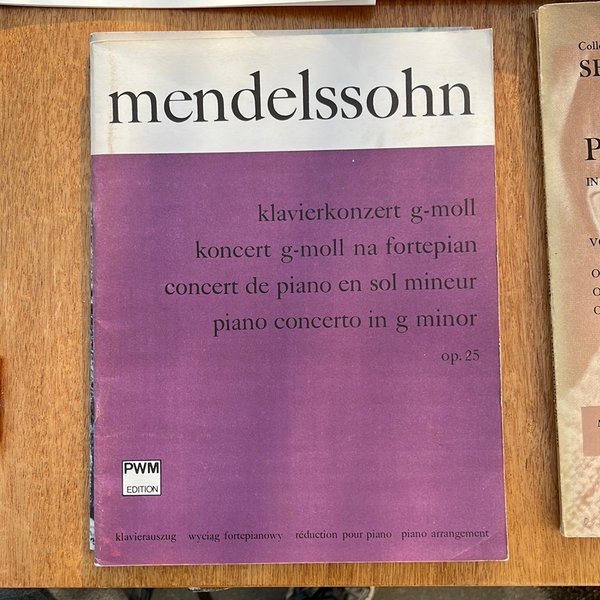 mendelssohn
klavierkonzert g-moll
koncert g-moll na fortepian
concert de piano en sol mineur
piano concerto in g minor
op. 25
PWM
EDITION
klavierauszug wyciąg fortepianowy réduction pour piano piano arrangement